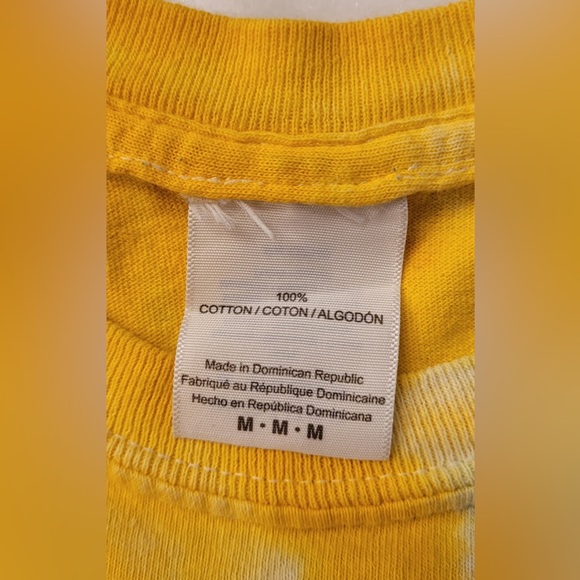 100%
COTTON / COTON / ALGODÓN
Made in Dominican Republic
Fabriqué au République Dominicaine
Hecho en República Dominicana
M • M • M